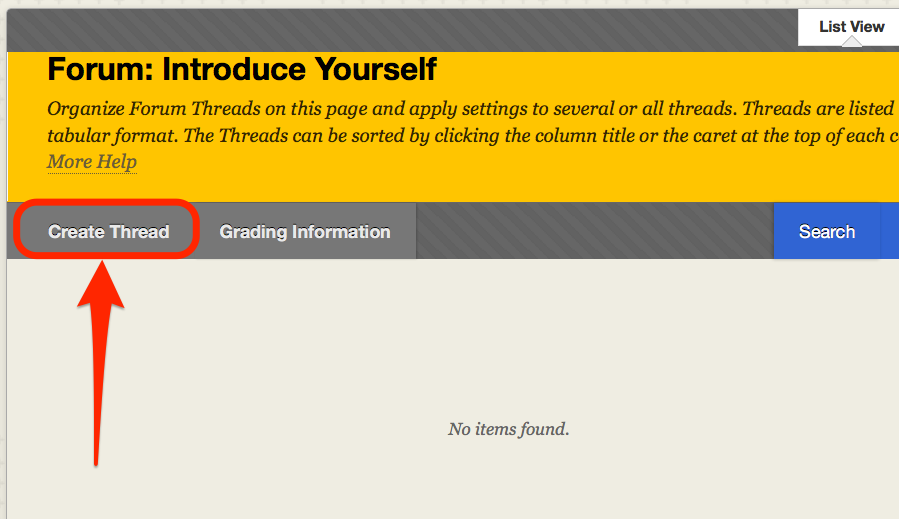 List View
Forum: Introduce Yourself
Organize Forum Threads on this page and apply settings to several or all threads. Threads are listed
tabular format. The Threads can be sorted by clicking the column title or the caret at the top of each
More Help
Create Thread Grading Information Search
No items found.